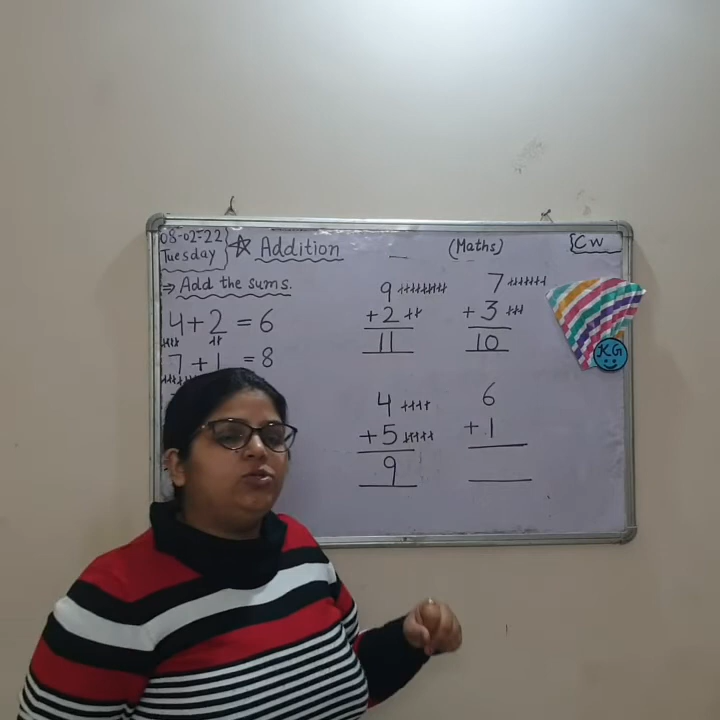 08-02-22
Tuesday
Addition
(Maths)
CW
⇒ Add the sums.
4+2 = 6
7+1 = 8
9
+2
11
7
+3
10
4
+5
9
6
+1
KG